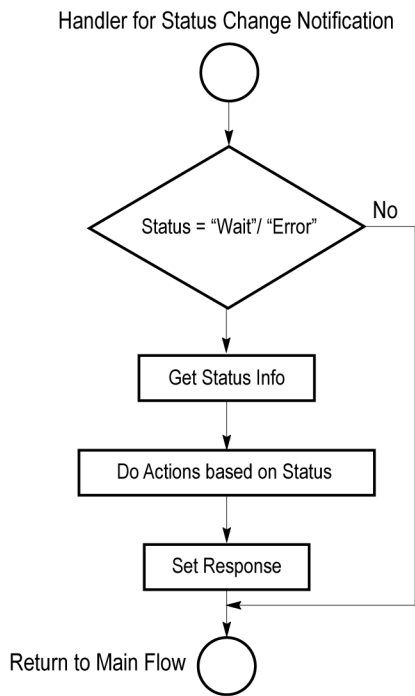 Handler for Status Change Notification
Status = “Wait”/ “Error”
No
Get Status Info
Do Actions based on Status
Set Response
Return to Main Flow